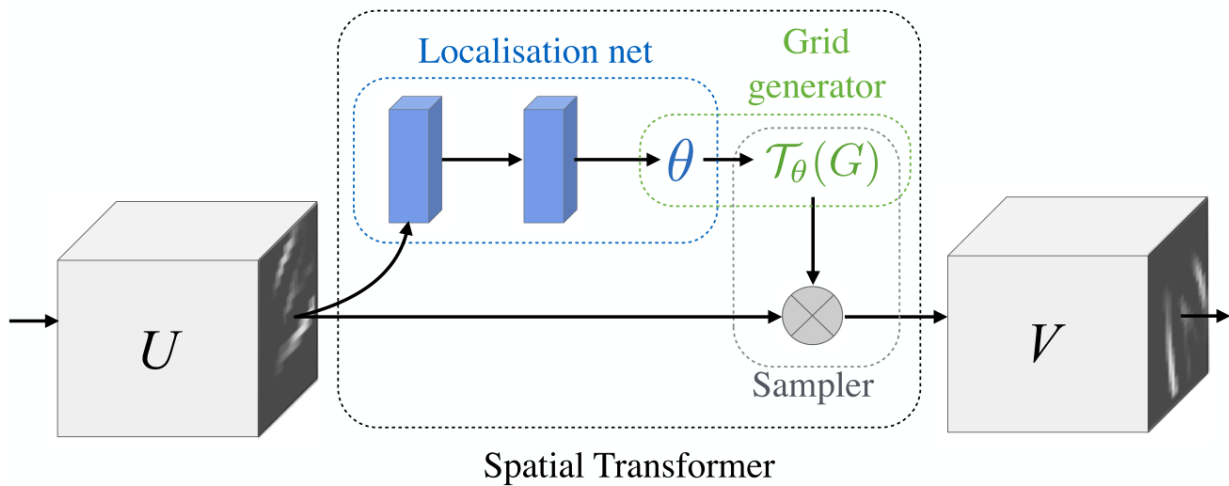 Localisation net
Grid
generator
θ
𝒯θ(G)
U
V
Sampler
Spatial Transformer